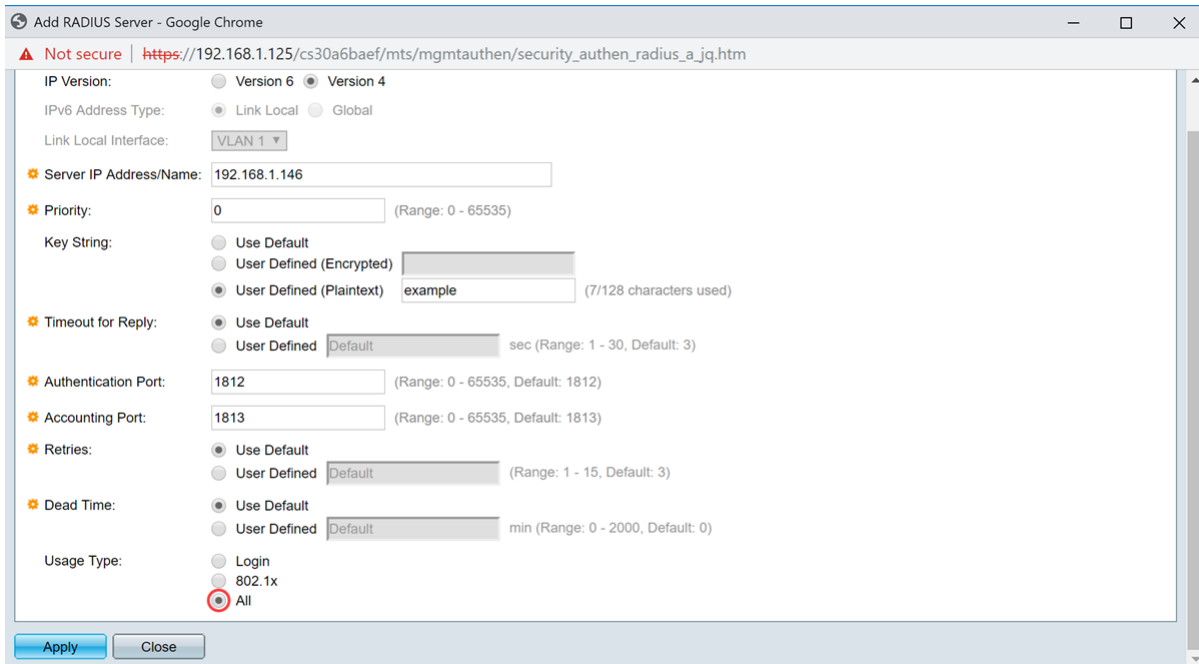 Add RADIUS Server - Google Chrome
Not secure | https://192.168.1.125/cs30a6baef/mts/mgmtauthen/security_authen_radius_a_jq.htm
IP Version: Version 6 Version 4
IPv6 Address Type: Link Local Global
Link Local Interface: VLAN 1
Server IP Address/Name: 192.168.1.146
Priority: 0 (Range: 0 - 65535)
Key String: Use Default
User Defined (Encrypted)
User Defined (Plaintext) example (7/128 characters used)
Timeout for Reply: Use Default
User Defined Default sec (Range: 1 - 30, Default: 3)
Authentication Port: 1812 (Range: 0 - 65535, Default: 1812)
Accounting Port: 1813 (Range: 0 - 65535, Default: 1813)
Retries: Use Default
User Defined Default (Range: 1 - 15, Default: 3)
Dead Time: Use Default
User Defined Default min (Range: 0 - 2000, Default: 0)
Usage Type: Login
802.1x
All
Apply Close